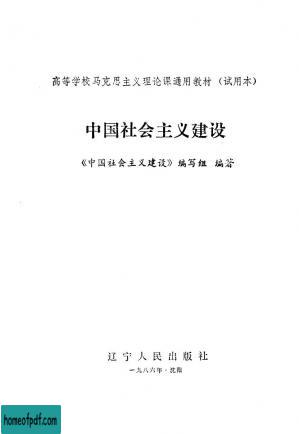 高等学校马克思主义理论课通用教材（试用本）
中国社会主义建设
《中国社会主义建设》编写组 编著
辽宁人民出版社
一九八六年·沈阳
homeofpdf.com